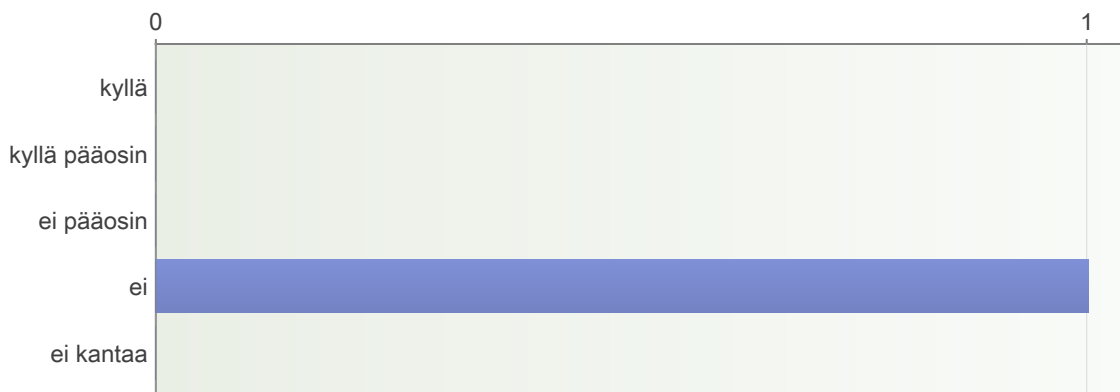 0 1
kyllä
kyllä pääosin
ei pääosin
ei
ei kantaa